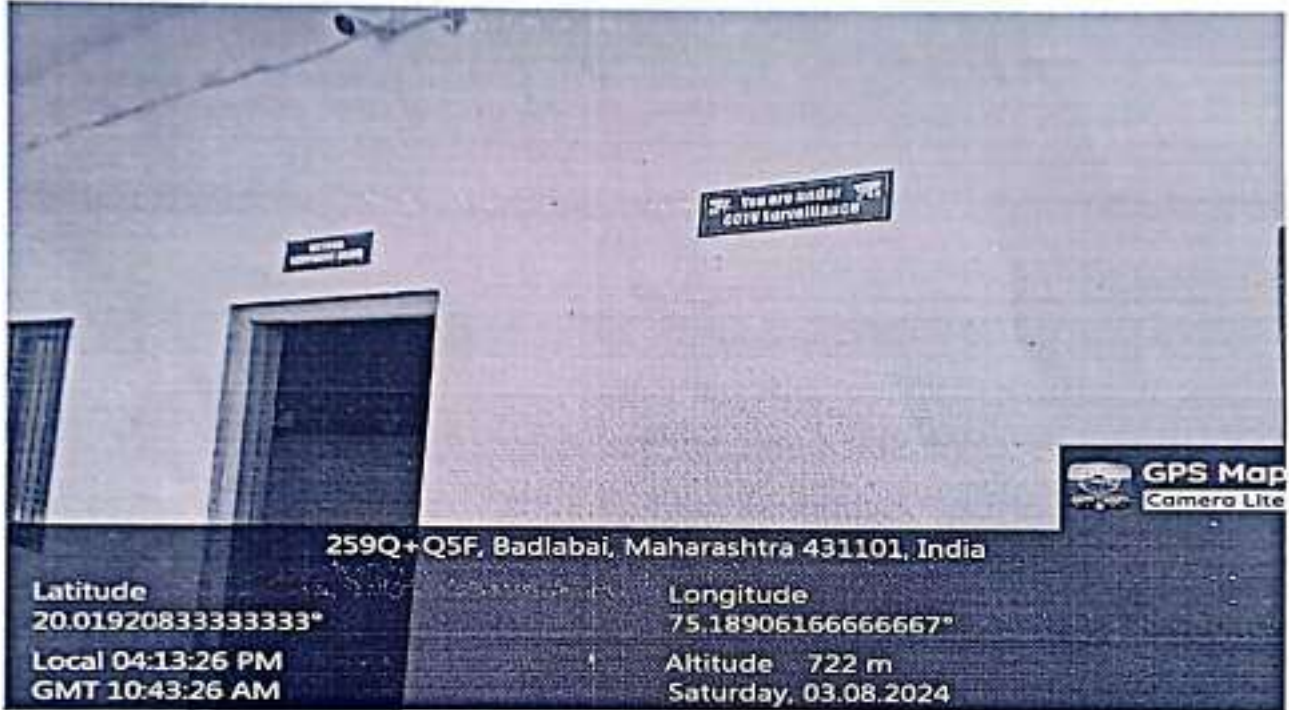 You are under
CCTV surveillance
GPS Map
Camera Lite
259Q+Q5F, Badlabai, Maharashtra 431101, India
Latitude
20.01920833333333°
Longitude
75.18906166666667°
Local 04:13:26 PM
GMT 10:43:26 AM
Altitude 722 m
Saturday, 03.08.2024